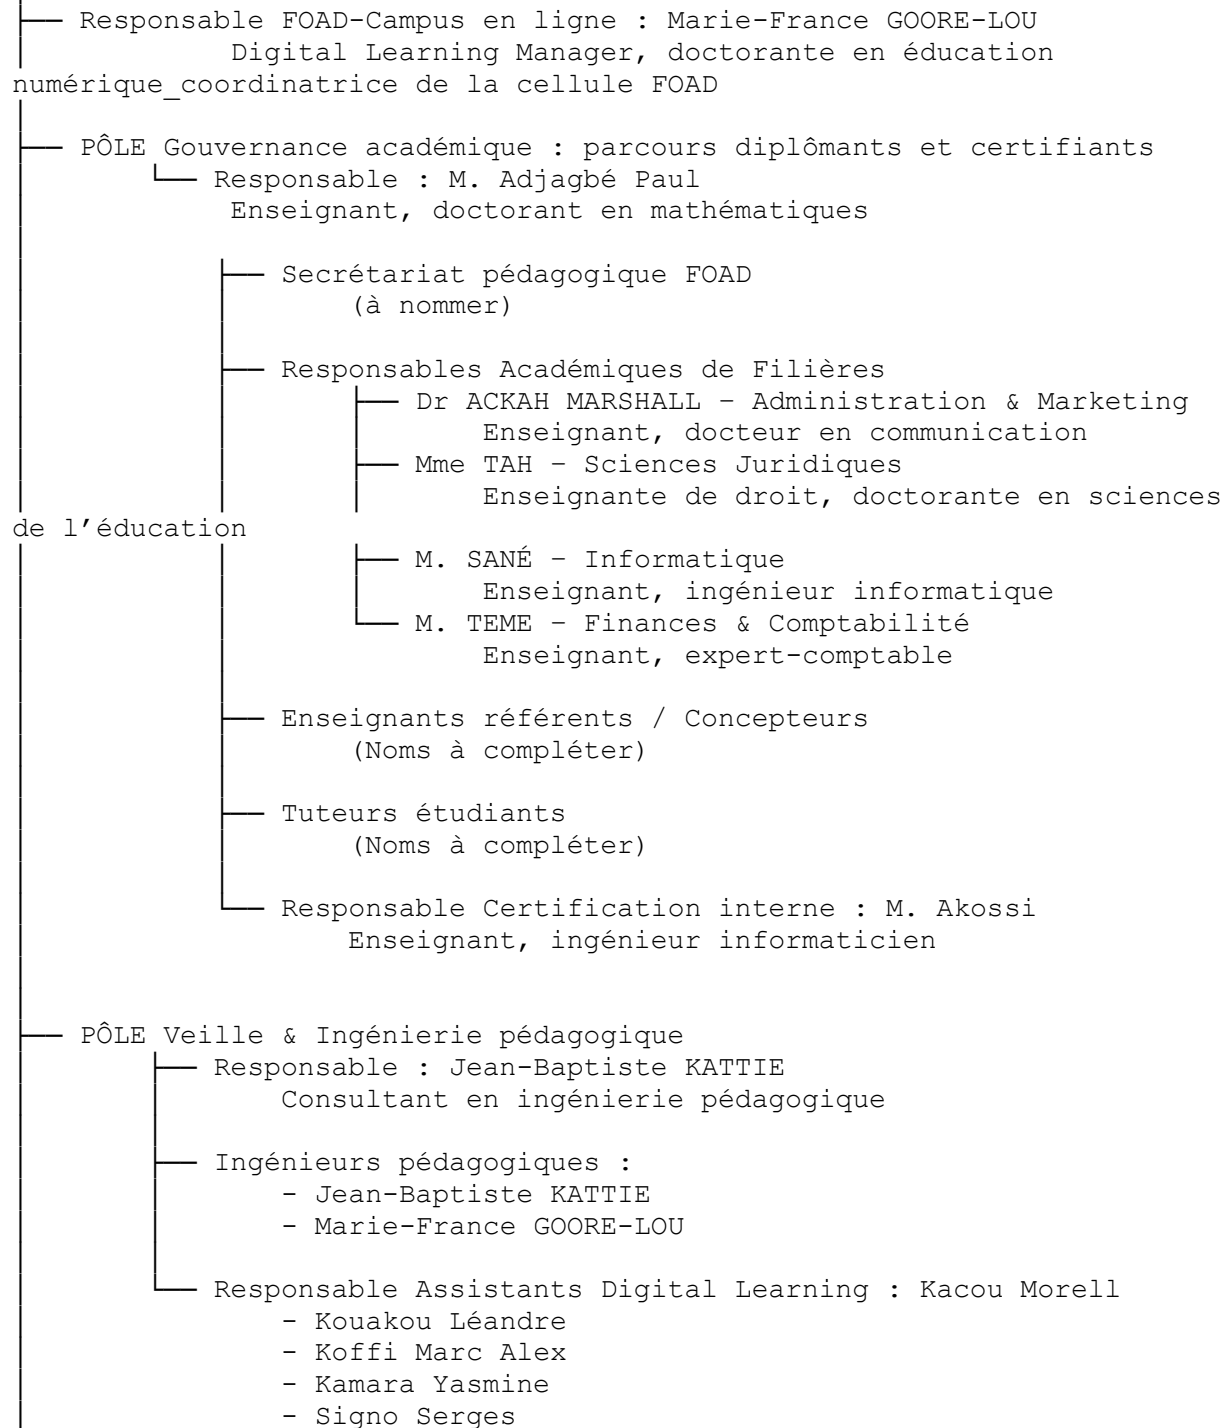 Responsable FOAD-Campus en ligne : Marie-France GOORE-LOU
Digital Learning Manager, doctorante en éducation
numérique_coordinatrice de la cellule FOAD
PÔLE Gouvernance académique : parcours diplômants et certifiants
Responsable : M. Adjagbé Paul
Enseignant, doctorant en mathématiques
Secrétariat pédagogique FOAD
(à nommer)
Responsables Académiques de Filières
Dr ACKAH MARSHALL – Administration & Marketing
Enseignant, docteur en communication
Mme TAH – Sciences Juridiques
Enseignante de droit, doctorante en sciences
de l’éducation
M. SANÉ – Informatique
Enseignant, ingénieur informatique
M. TEME – Finances & Comptabilité
Enseignant, expert-comptable
Enseignants référents / Concepteurs
(Noms à compléter)
Tuteurs étudiants
(Noms à compléter)
Responsable Certification interne : M. Akossi
Enseignant, ingénieur informaticien
PÔLE Veille & Ingénierie pédagogique
Responsable : Jean-Baptiste KATTIE
Consultant en ingénierie pédagogique
Ingénieurs pédagogiques :
- Jean-Baptiste KATTIE
- Marie-France GOORE-LOU
Responsable Assistants Digital Learning : Kacou Morell
- Kouakou Léandre
- Koffi Marc Alex
- Kamara Yasmine
- Signo Serges